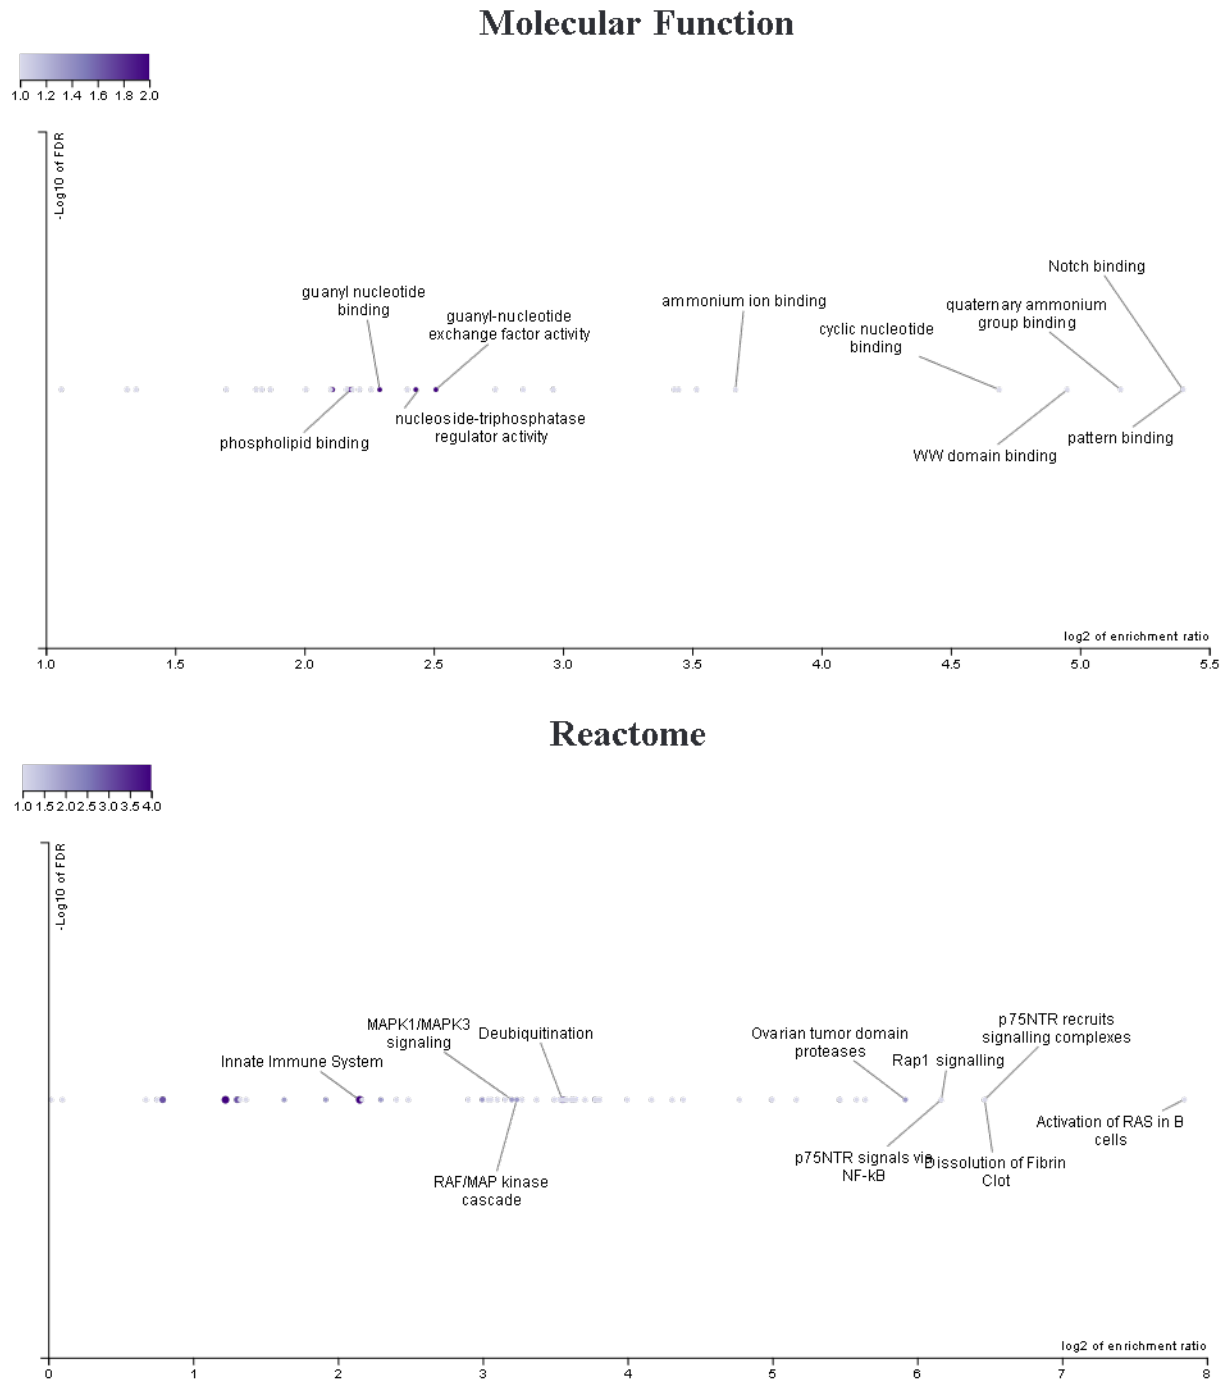 Molecular Function
1.0 1.2 1.4 1.6 1.8 2.0
-Log10 of FDR
Notch binding
guanyl nucleotide
binding
ammonium ion binding
quaternary ammonium
group binding
guanyl-nucleotide
exchange factor activity
cyclic nucleotide
binding
nucleoside-triphosphatase
regulator activity
phospholipid binding
pattern binding
WW domain binding
log2 of enrichment ratio
1.0 1.5 2.0 2.5 3.0 3.5 4.0 4.5 5.0 5.5
Reactome
1.0 1.5 2.0 2.5 3.0 3.5 4.0
-Log10 of FDR
MAPK1/MAPK3
signaling
Deubiquitination
Ovarian tumor domain
proteases
p75NTR recruits
signalling complexes
Innate Immune System
Rap1 signalling
Activation of RAS in B
cells
p75NTR signals via
NF-kB
Dissolution of Fibrin
Clot
RAF/MAP kinase
cascade
log2 of enrichment ratio
0 1 2 3 4 5 6 7 8